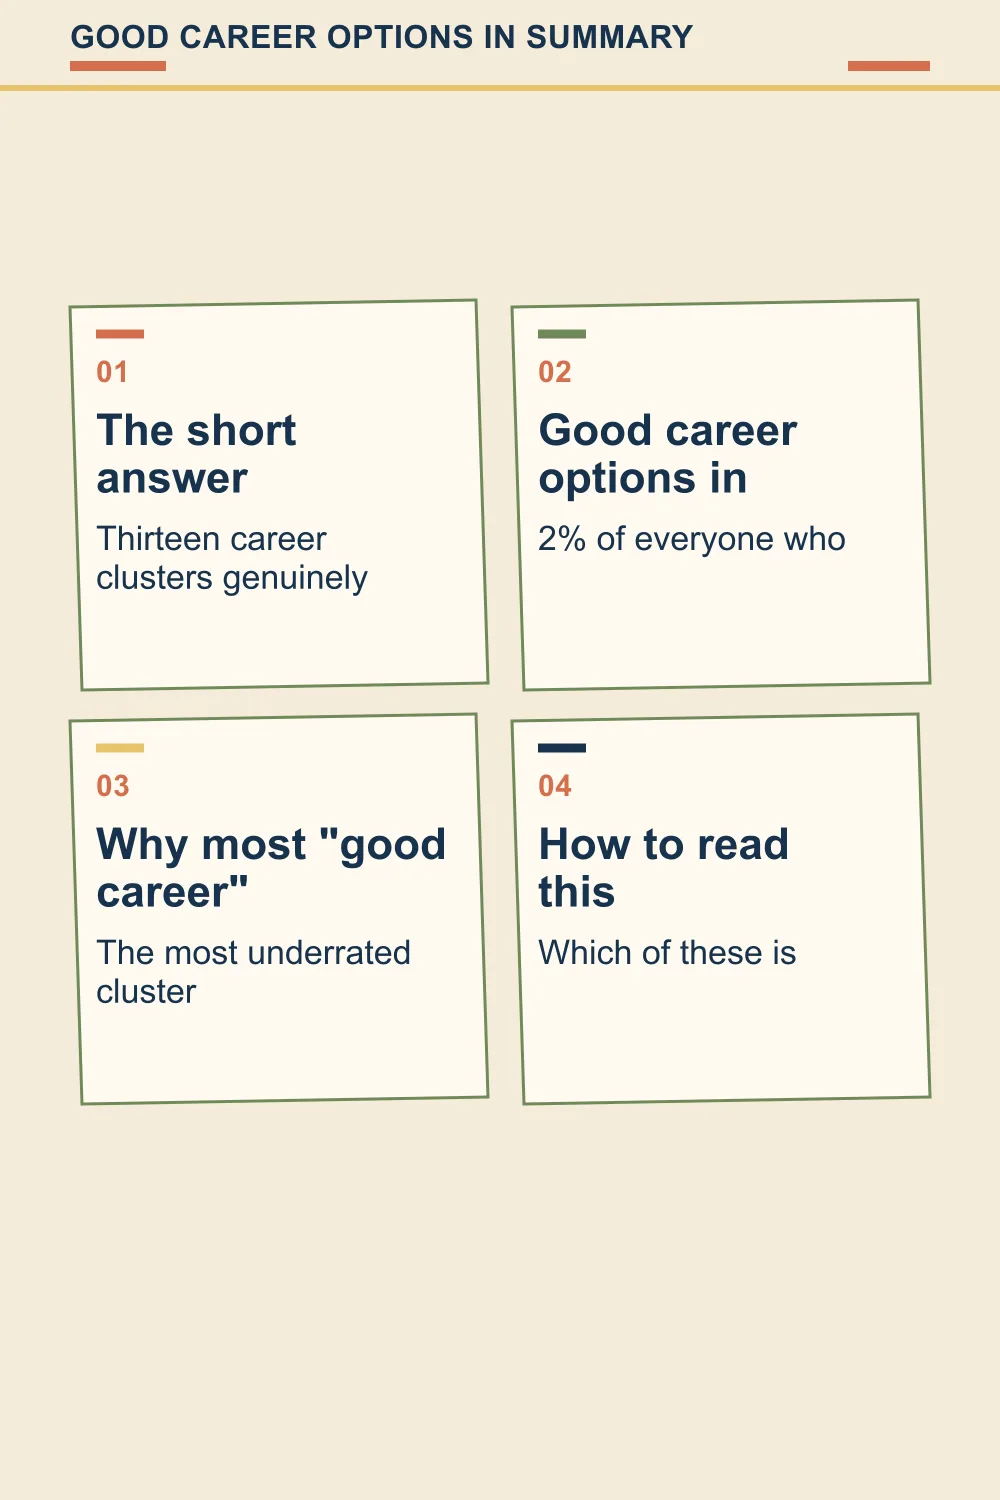 GOOD CAREER OPTIONS IN SUMMARY
01
The short
answer
Thirteen career
clusters genuinely
02
Good career
options in
2% of everyone who
03
Why most "good
career"
The most underrated
cluster
04
How to read
this
Which of these is